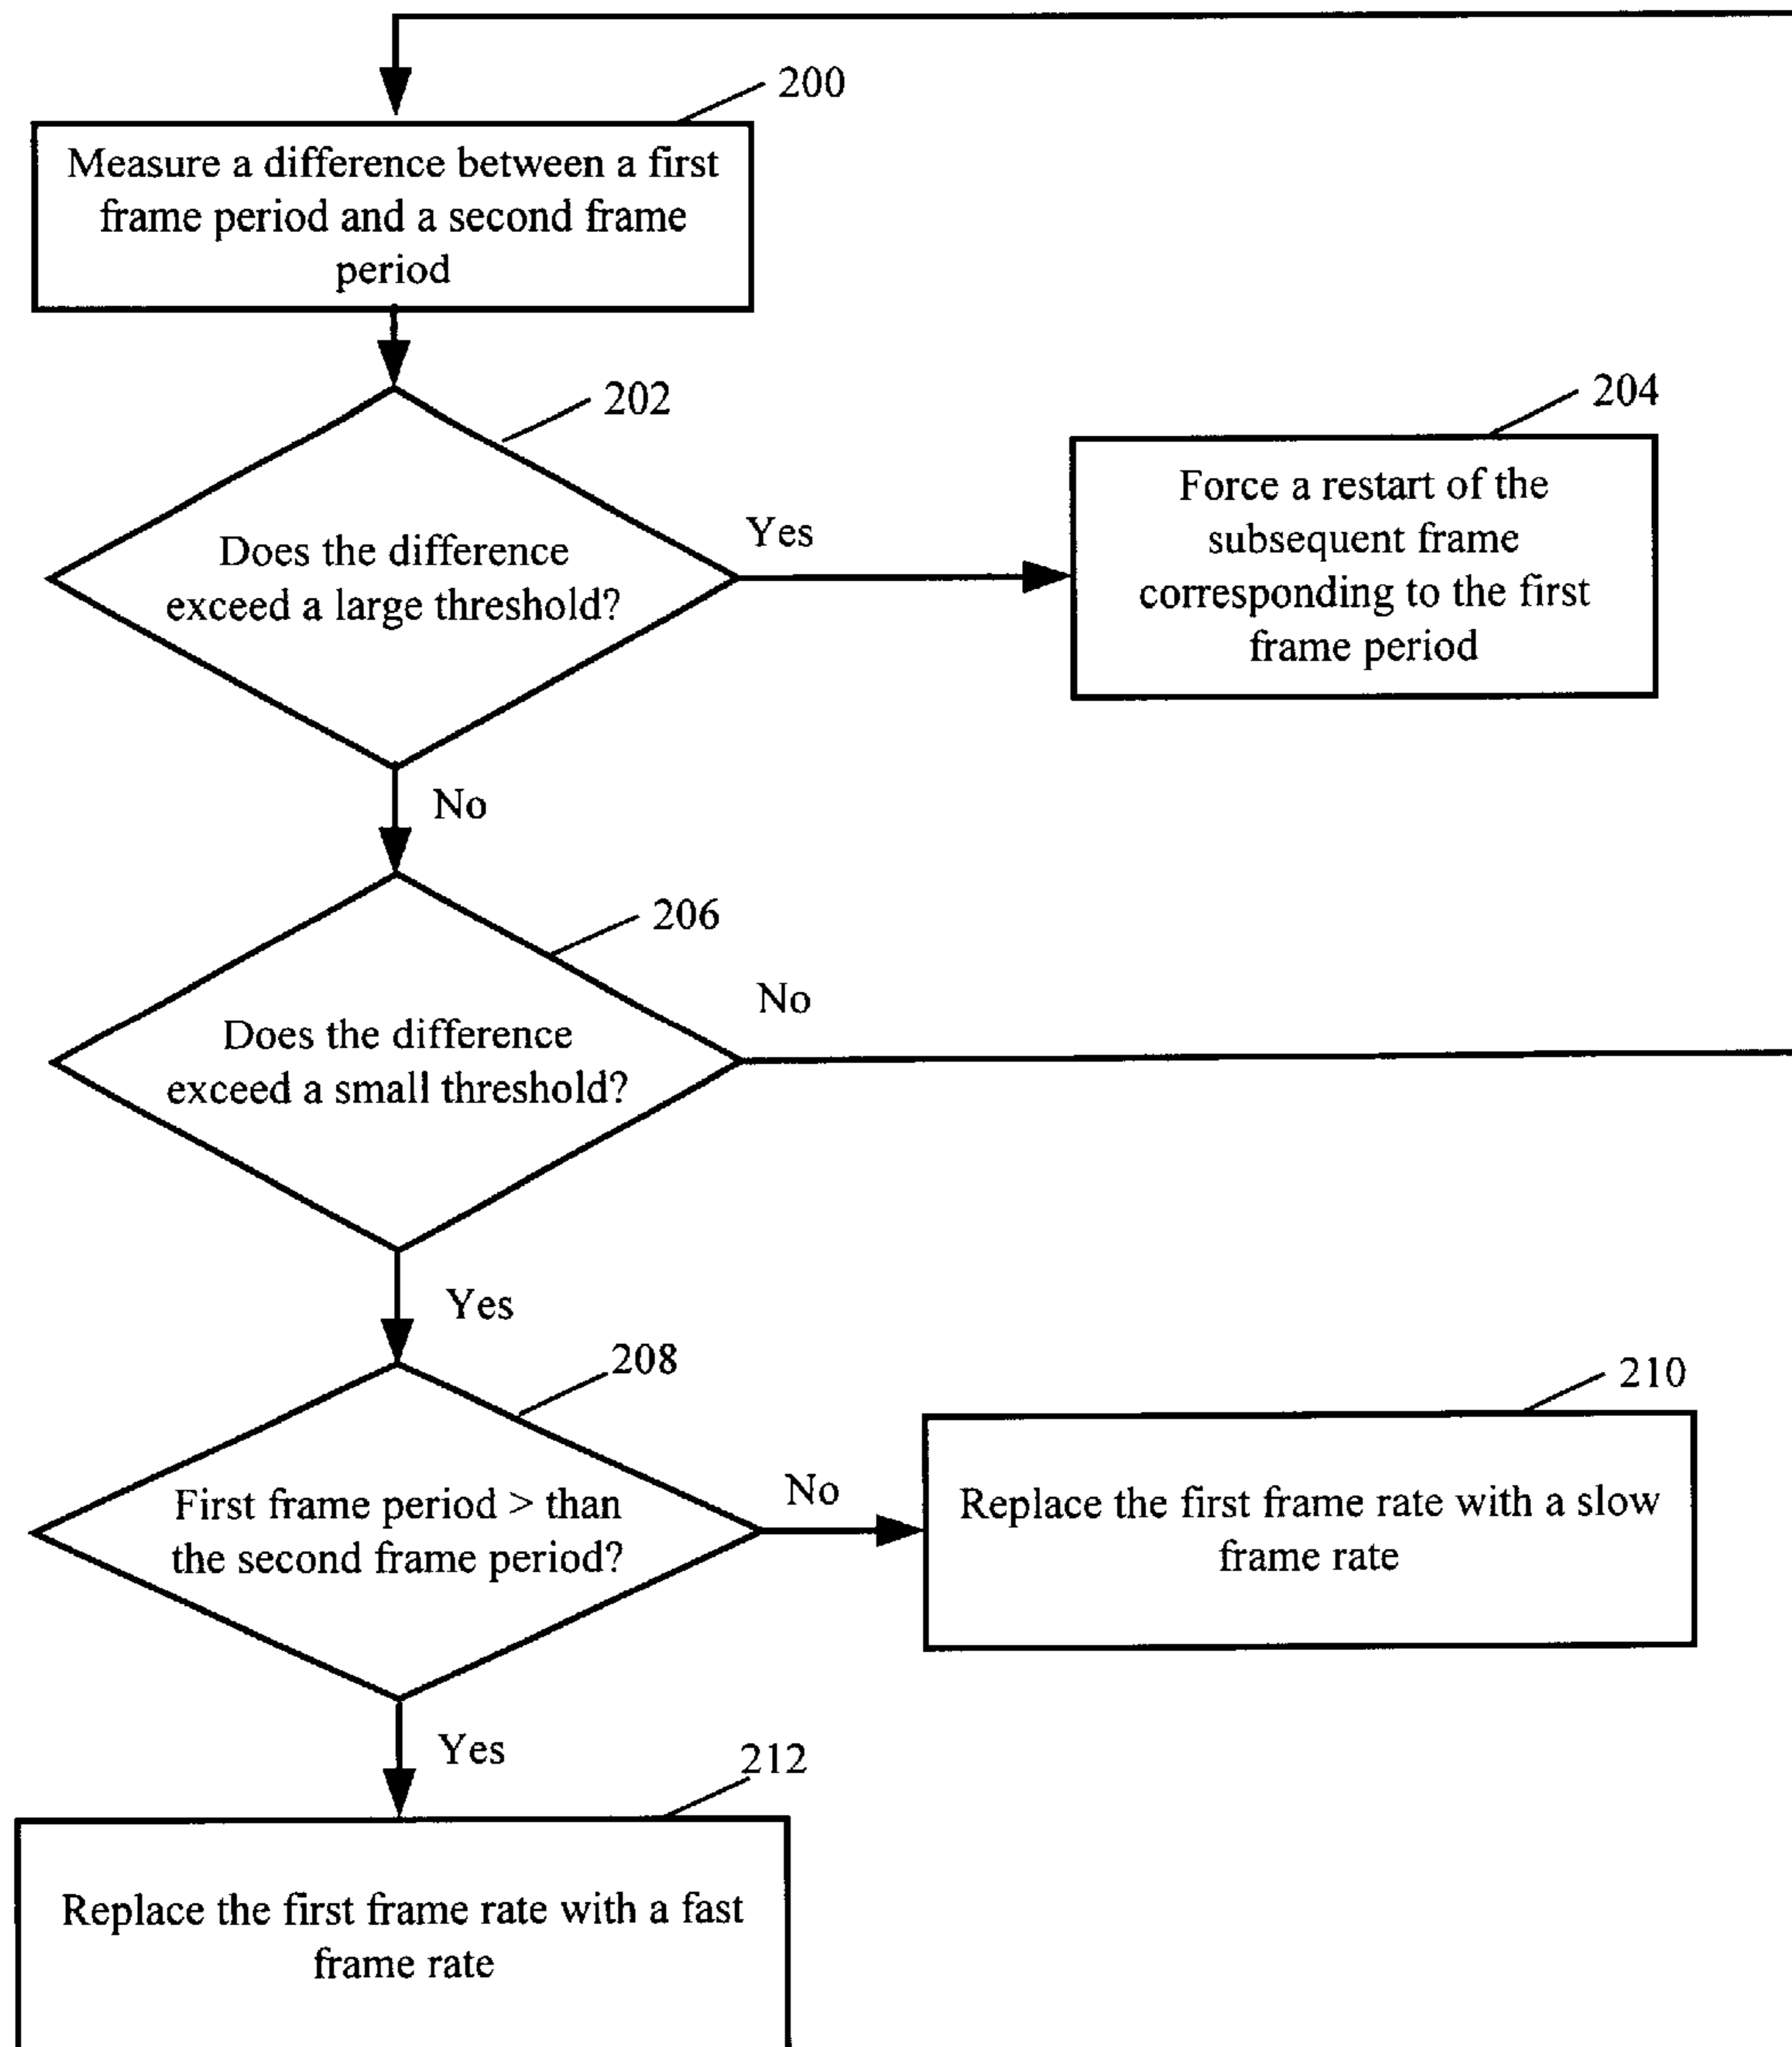 200
Measure a difference between a first
frame period and a second frame
period
202
Does the difference
exceed a large threshold?
Yes
204
Force a restart of the
subsequent frame
corresponding to the first
frame period
No
206
Does the difference
exceed a small threshold?
No
Yes
208
First frame period > than
the second frame period?
No
210
Replace the first frame rate with a slow
frame rate
Yes
212
Replace the first frame rate with a fast
frame rate